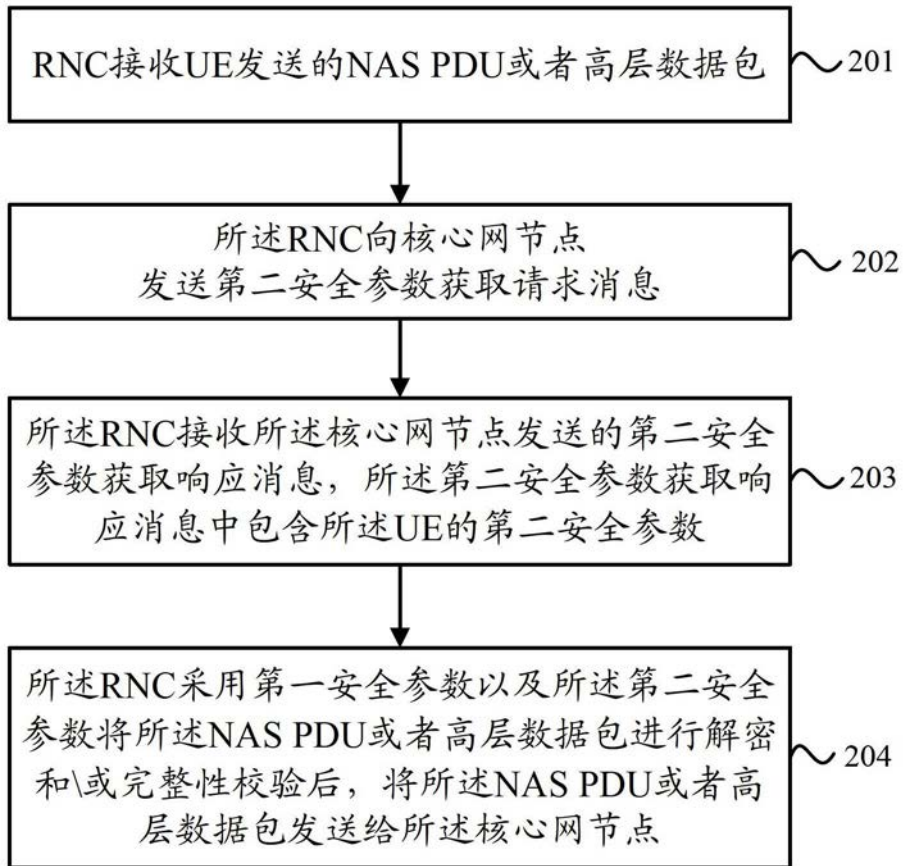 RNC接收UE发送的NAS PDU或者高层数据包
201
所述RNC向核心网节点
发送第二安全参数获取请求消息
202
所述RNC接收所述核心网节点发送的第二安全
参数获取响应消息，所述第二安全参数获取响
应消息中包含所述UE的第二安全参数
203
所述RNC采用第一安全参数以及所述第二安全
参数将所述NAS PDU或者高层数据包进行解密
和\或完整性校验后，将所述NAS PDU或者高
层数据包发送给所述核心网节点
204